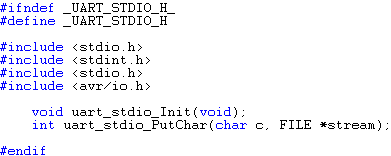 #ifndef _UART_STDIO_H_
#define _UART_STDIO_H
#include <stdio.h>
#include <stdint.h>
#include <stdio.h>
#include <avr/io.h>
void uart_stdio_Init(void);
int uart_stdio_PutChar(char c, FILE *stream);
#endif